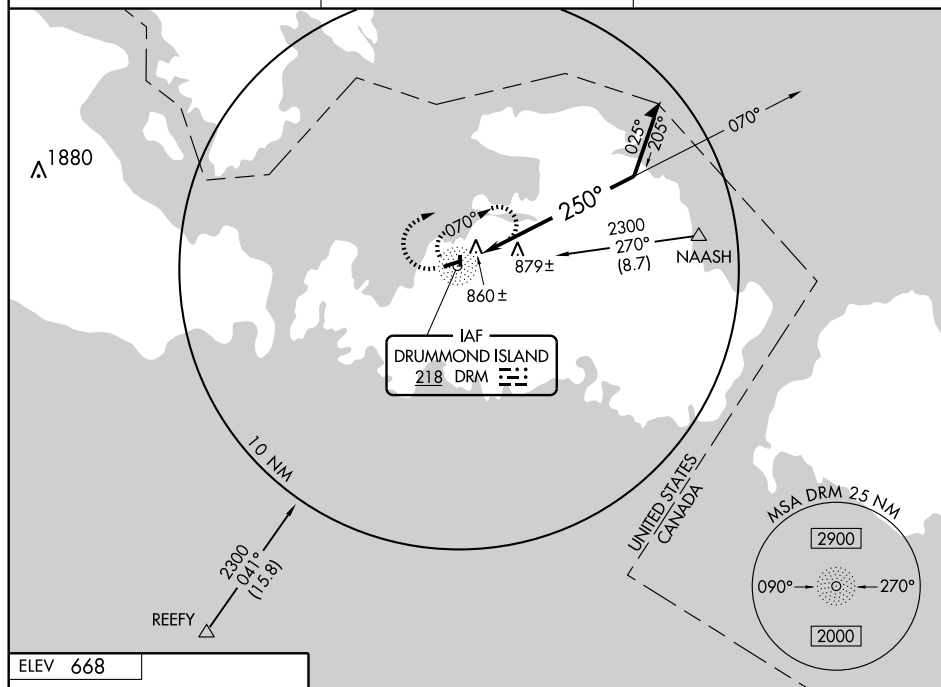 1880
025°
205°
070°
250°
070°
2300
270°
(8.7)
NAASH
879±
860±
IAF
DRUMMOND ISLAND
218 DRM
10 NM
UNITED STATES
CANADA
MSA DRM 25 NM
2900
090°
270°
2000
2300
041°
(15.8)
REEFY
ELEV 668